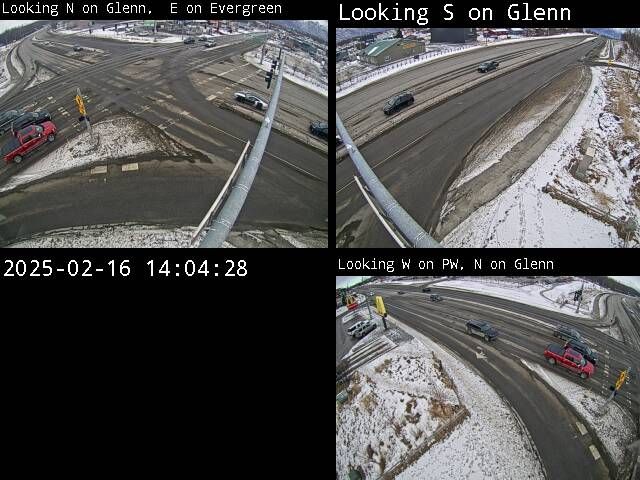 Looking N on Glenn,  E on Evergreen
Looking S on Glenn
2025-02-16 14:04:28
Looking W on PW, N on Glenn